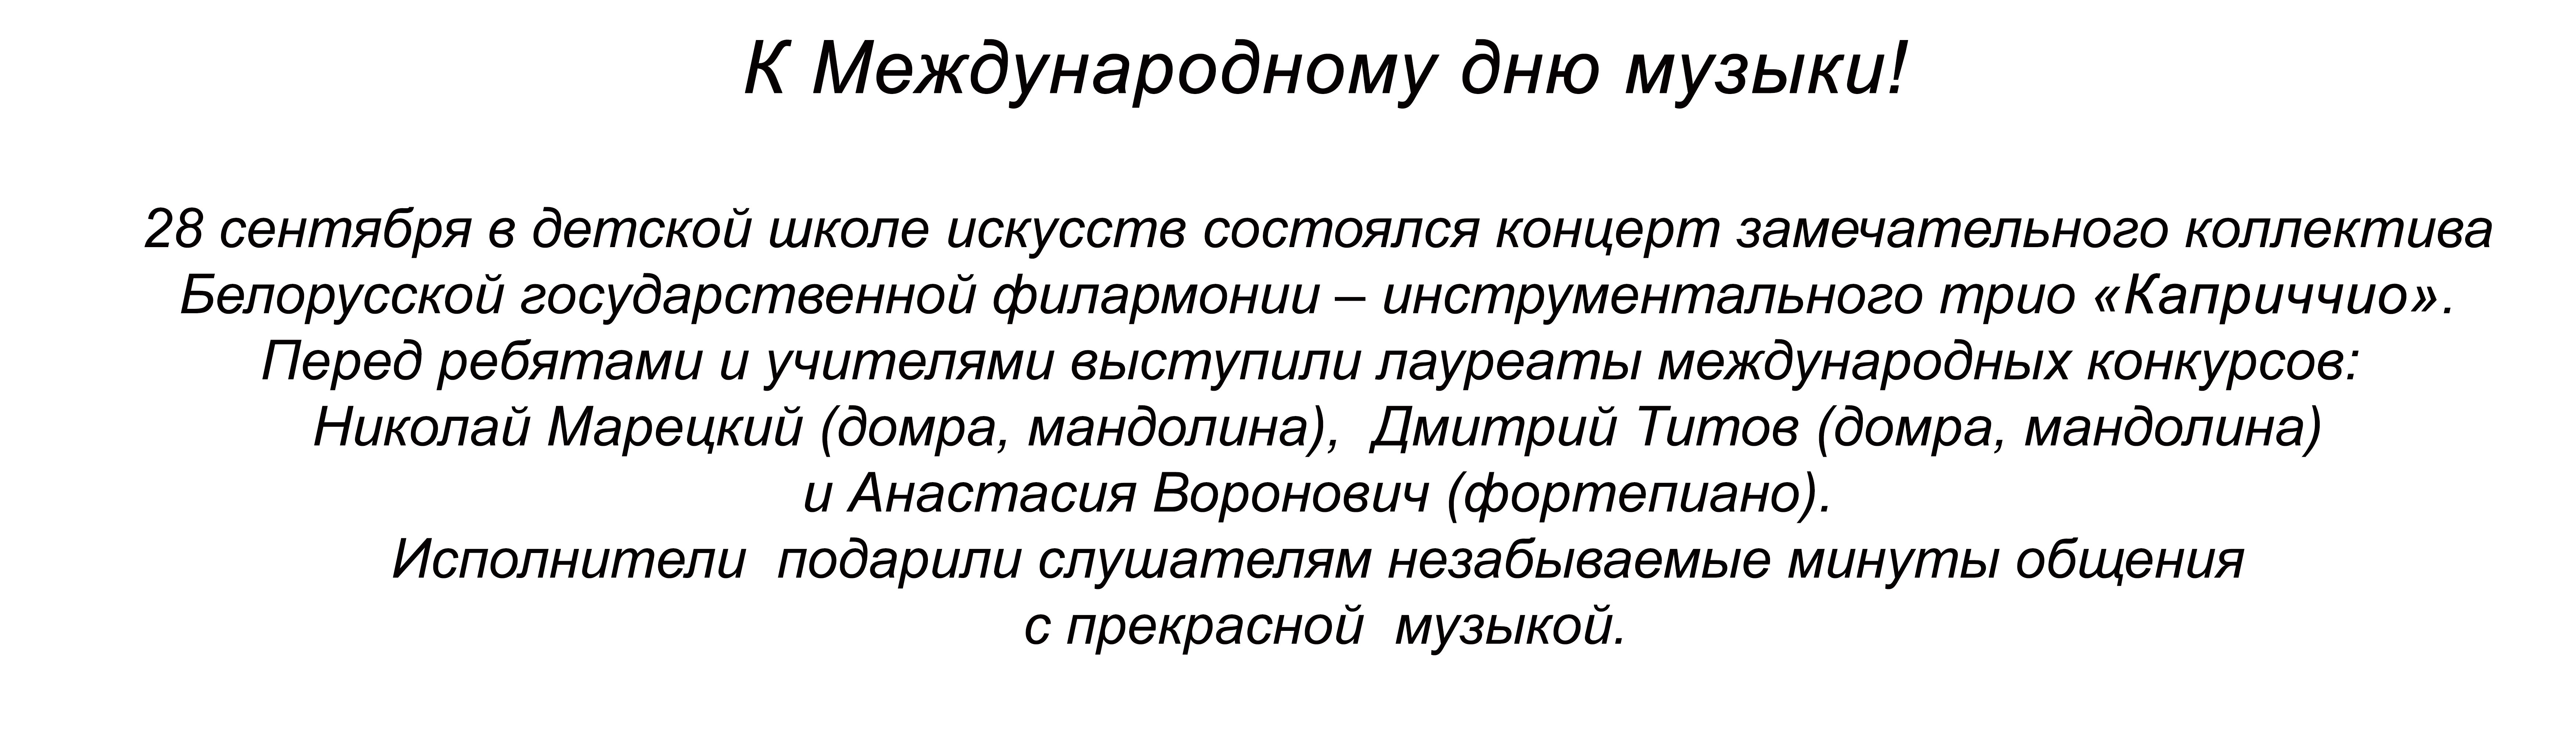 К Международному дню музыки!
28 сентября в детской школе искусств состоялся концерт замечательного коллектива
Белорусской государственной филармонии – инструментального трио «Каприччио».
Перед ребятами и учителями выступили лауреаты международных конкурсов:
Николай Марецкий (домра, мандолина),  Дмитрий Титов (домра, мандолина)
и Анастасия Воронович (фортепиано).
Исполнители  подарили слушателям незабываемые минуты общения
с прекрасной  музыкой.